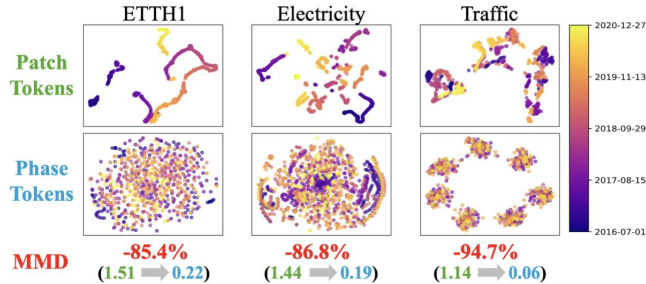 ETTH1 Electricity Traffic
Patch
Tokens
Phase
Tokens
2020-12-27
2019-11-13
2018-09-29
2017-08-15
2016-07-01
MMD -85.4% -86.8% -94.7%
(1.51 0.22) (1.44 0.19) (1.14 0.06)